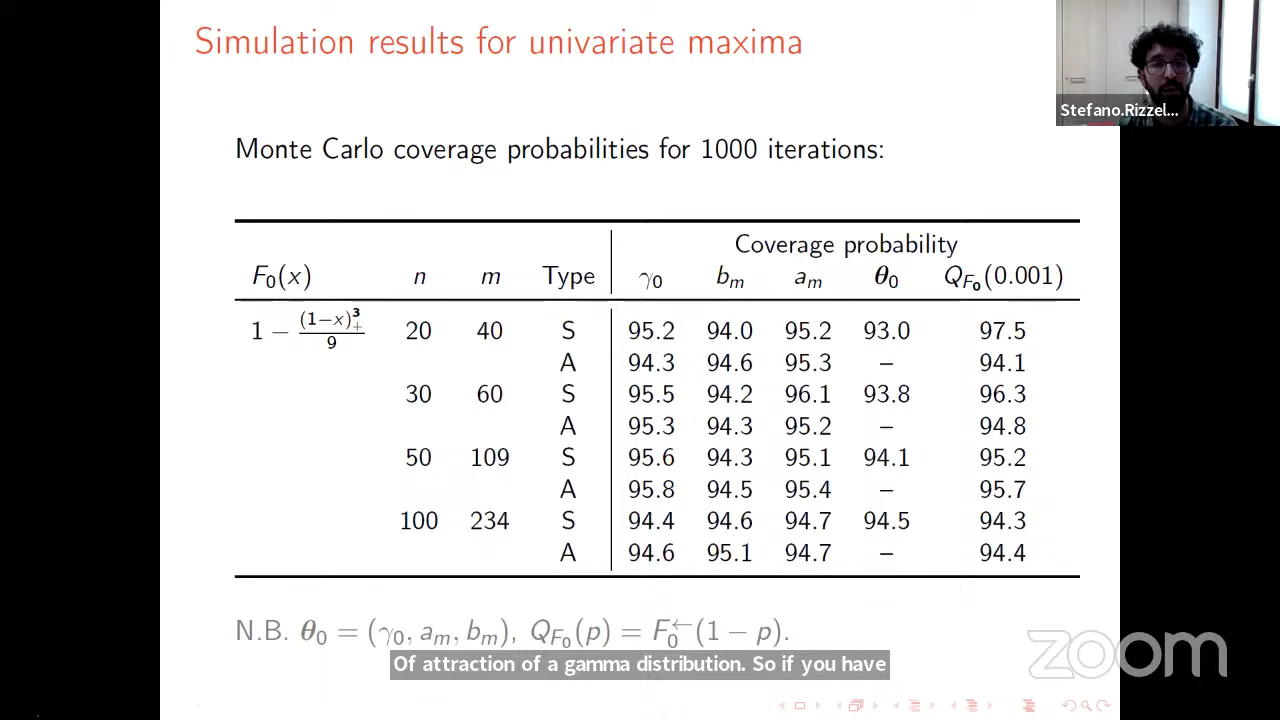 Simulation results for univariate maxima
Stefano.Rizzel...
Monte Carlo coverage probabilities for 1000 iterations:
Coverage probability
F₀(x) n m Type γ₀ bₘ aₘ θ₀ Q_F₀(0.001)
1 − (1−x)³₊/9 20 40 S 95.2 94.0 95.2 93.0 97.5
A 94.3 94.6 95.3 – 94.1
30 60 S 95.5 94.2 96.1 93.8 96.3
A 95.3 94.3 95.2 – 94.8
50 109 S 95.6 94.3 95.1 94.1 95.2
A 95.8 94.5 95.4 – 95.7
100 234 S 94.4 94.6 94.7 94.5 94.3
A 94.6 95.1 94.7 – 94.4
N.B. θ₀ = (γ₀, aₘ, bₘ), Q_F₀(p) = F₀←(1 − p).
Of attraction of a gamma distribution. So if you have
zoom